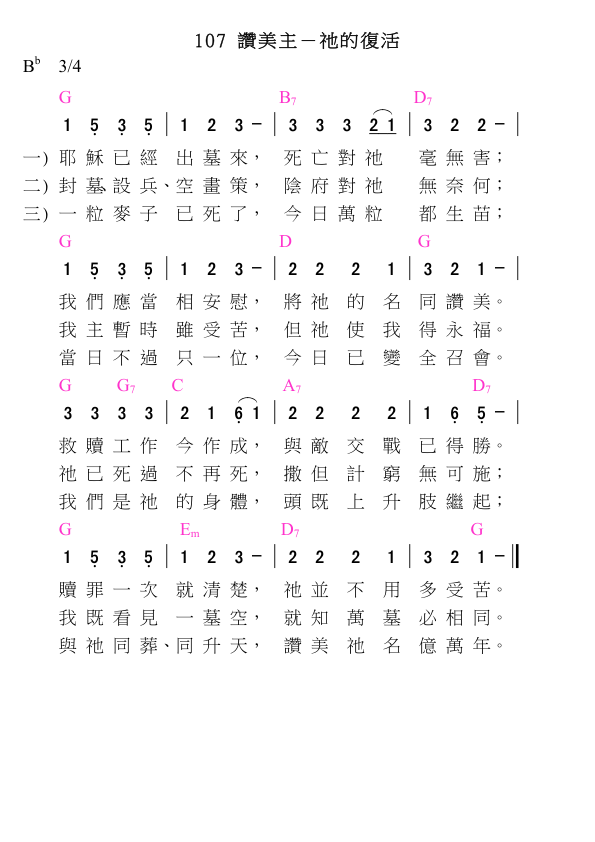 107 讚美主－祂的復活
B♭ 3/4
G B7 D7
1 5̣ 3̣ 5̣ | 1 2 3 － | 3 3 3 2 1 | 3 2 2 － |
一) 耶穌已經出墓來， 死亡對祂 毫無害；
二) 封墓、設兵、空畫策， 陰府對祂 無奈何；
三) 一粒麥子已死了， 今日萬粒 都生苗；
G D G
1 5̣ 3̣ 5̣ | 1 2 3 － | 2 2 2 1 | 3 2 1 － |
我們應當相安慰， 將祂的名同讚美。
我主暫時雖受苦， 但祂使我得永福。
當日不過只一位， 今日已變全召會。
G G7 C A7 D7
3 3 3 3 | 2 1 6̣ 1 | 2 2 2 2 | 1 6̣ 5̣ － |
救贖工作今作成， 與敵交戰已得勝。
祂已死過不再死， 撒但計窮無可施；
我們是祂的身體， 頭既上升肢繼起；
G Em D7 G
1 5̣ 3̣ 5̣ | 1 2 3 － | 2 2 2 1 | 3 2 1 － ‖
贖罪一次就清楚， 祂並不用多受苦。
我既看見一墓空， 就知萬墓必相同。
與祂同葬、同升天， 讚美祂名億萬年。